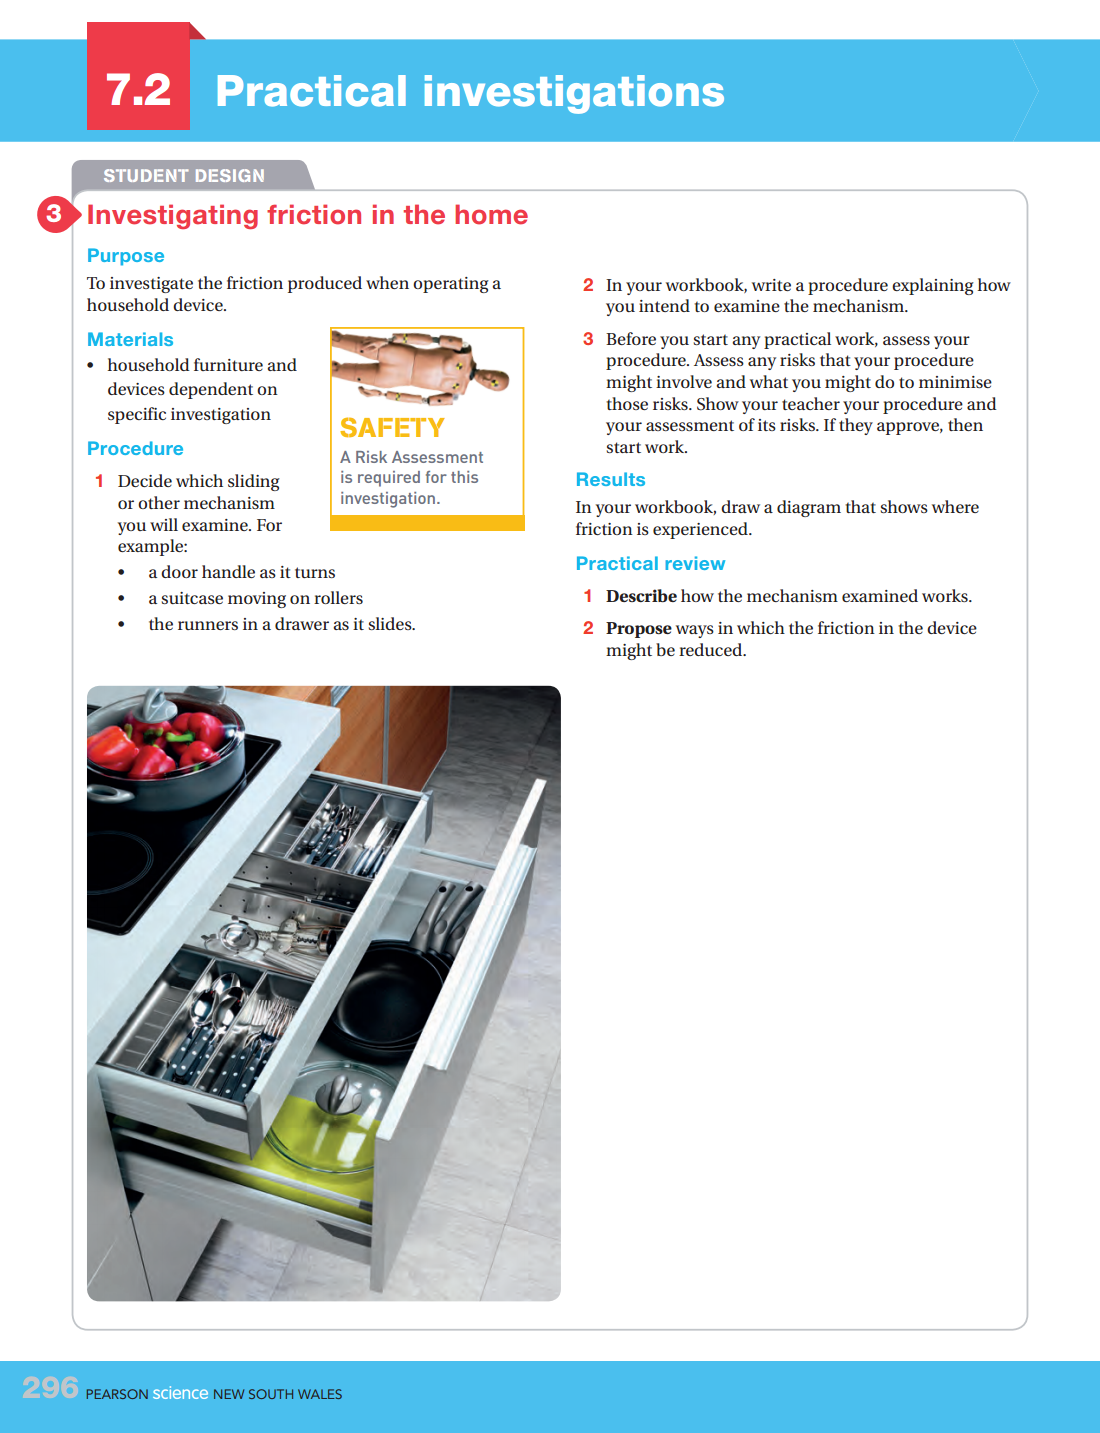 7.2
Practical investigations
STUDENT DESIGN
3
Investigating friction in the home
Purpose
To investigate the friction produced when operating a
household device.
Materials
• household furniture and
devices dependent on
specific investigation
SAFETY
A Risk Assessment
is required for this
investigation.
Procedure
1 Decide which sliding
or other mechanism
you will examine. For
example:
• a door handle as it turns
• a suitcase moving on rollers
• the runners in a drawer as it slides.
2 In your workbook, write a procedure explaining how
you intend to examine the mechanism.
3 Before you start any practical work, assess your
procedure. Assess any risks that your procedure
might involve and what you might do to minimise
those risks. Show your teacher your procedure and
your assessment of its risks. If they approve, then
start work.
Results
In your workbook, draw a diagram that shows where
friction is experienced.
Practical review
1 Describe how the mechanism examined works.
2 Propose ways in which the friction in the device
might be reduced.
296 PEARSON science NEW SOUTH WALES